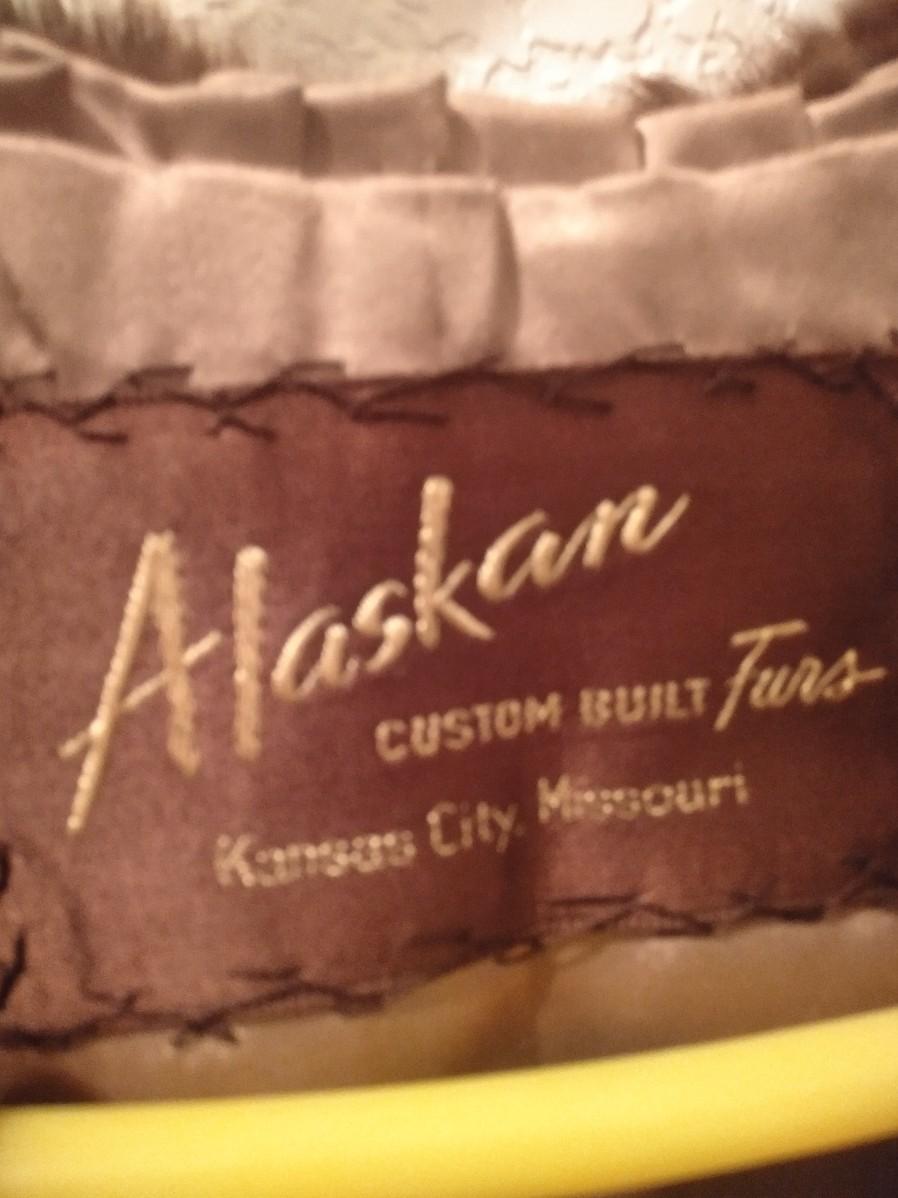 Alaskan
CUSTOM BUILT Furs
Kansas City, Missouri